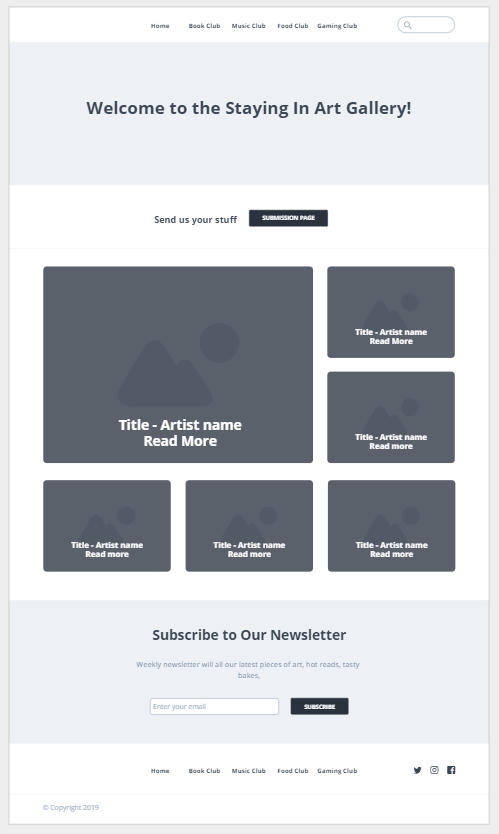 Home Book Club Music Club Food Club Gaming Club
Welcome to the Staying In Art Gallery!
Send us your stuff SUBMISSION PAGE
Title - Artist name
Read More
Title - Artist name
Read More
Title - Artist name
Read More
Title - Artist name
Read more
Title - Artist name
Read more
Title - Artist name
Read more
Subscribe to Our Newsletter
Weekly newsletter will all our latest pieces of art, hot reads, tasty
bakes,
Enter your email SUBSCRIBE
Home Book Club Music Club Food Club Gaming Club
© Copyright 2019